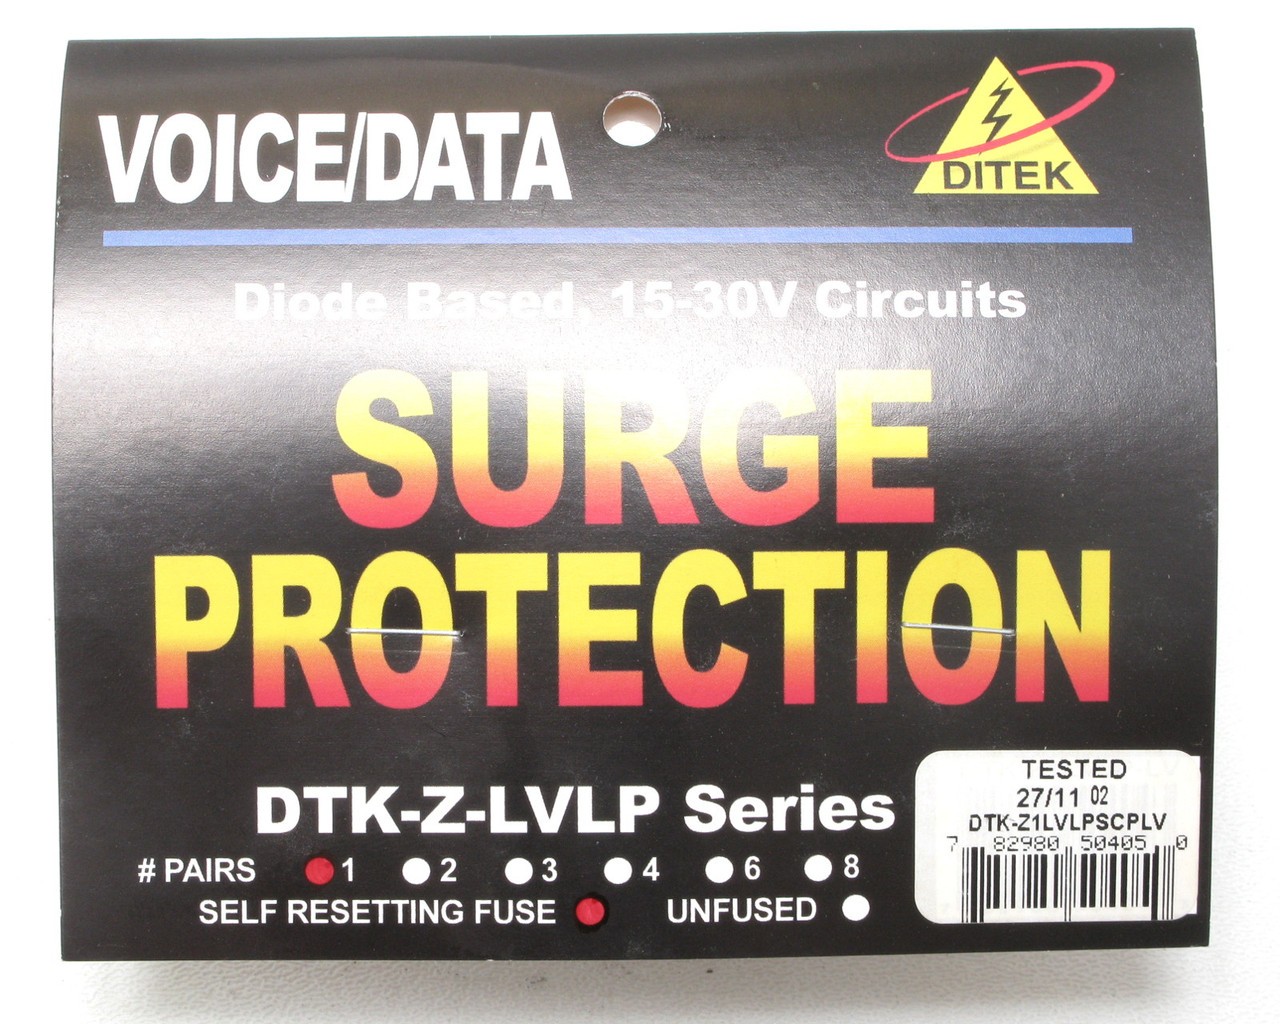 VOICE/DATA
DITEK
Diode Based, 15-30V Circuits
SURGE
PROTECTION
DTK-Z-LVLP Series
# PAIRS 1 2 3 4 6 8
SELF RESETTING FUSE UNFUSED
TESTED
27/11 02
DTK-Z1LVLPSCPLV
7 82980 50405 0